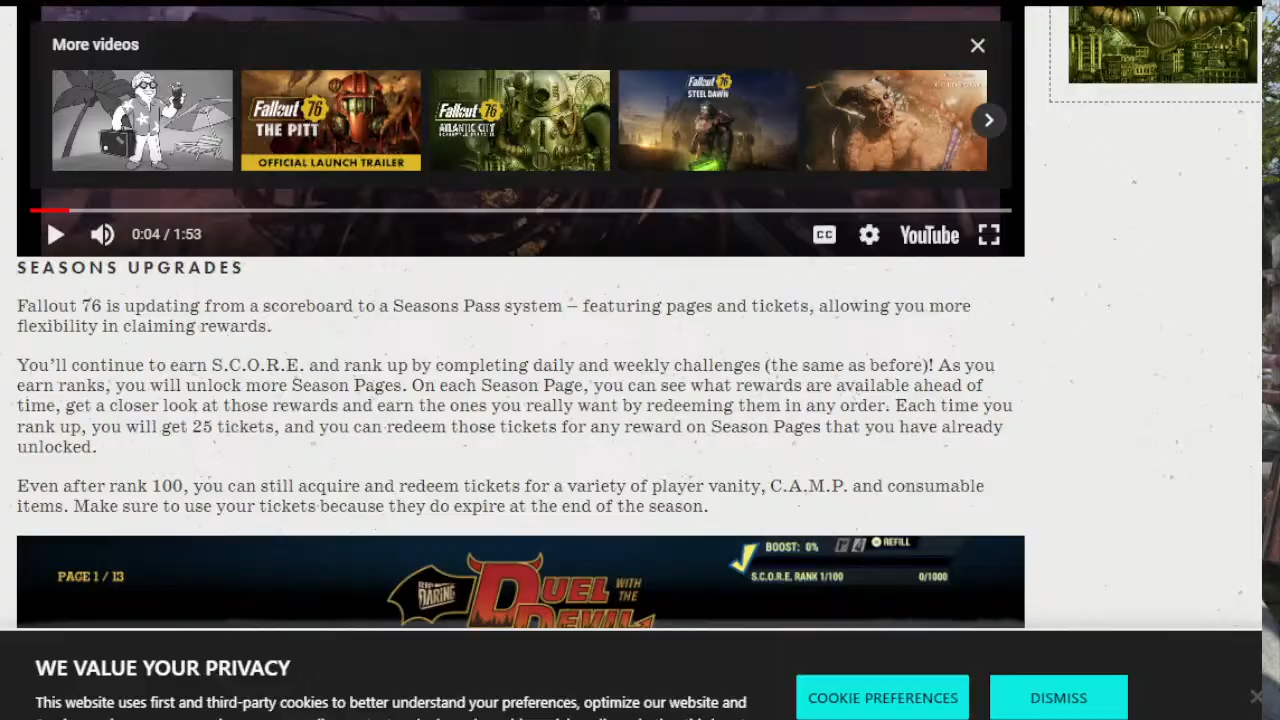 More videos
Fallout 76
THE PITT
OFFICIAL LAUNCH TRAILER
Fallout 76
ATLANTIC CITY
Fallout 76
STEEL DAWN
0:04 / 1:53
CC
YouTube
SEASONS UPGRADES
Fallout 76 is updating from a scoreboard to a Seasons Pass system – featuring pages and tickets, allowing you more
flexibility in claiming rewards.
You’ll continue to earn S.C.O.R.E. and rank up by completing daily and weekly challenges (the same as before)! As you
earn ranks, you will unlock more Season Pages. On each Season Page, you can see what rewards are available ahead of
time, get a closer look at those rewards and earn the ones you really want by redeeming them in any order. Each time you
rank up, you will get 25 tickets, and you can redeem those tickets for any reward on Season Pages that you have already
unlocked.
Even after rank 100, you can still acquire and redeem tickets for a variety of player vanity, C.A.M.P. and consumable
items. Make sure to use your tickets because they do expire at the end of the season.
BOOST: 0%
REFILL
PAGE 1 / 13
S.C.O.R.E. RANK 1/100
0/1000
RIP DARING
DUEL WITH THE DEVIL
WE VALUE YOUR PRIVACY
This website uses first and third-party cookies to better understand your preferences, optimize our website and
COOKIE PREFERENCES
DISMISS